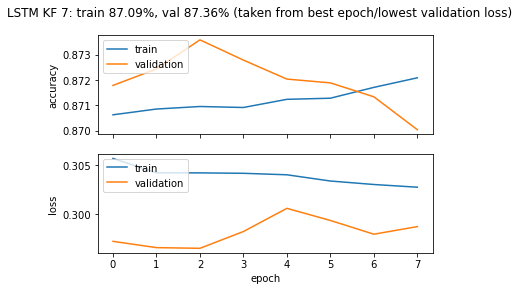 LSTM KF 7: train 87.09%, val 87.36% (taken from best epoch/lowest validation loss)
0.873
0.872
0.871
0.870
accuracy
train
validation
0.305
0.300
loss
train
validation
0 1 2 3 4 5 6 7
epoch